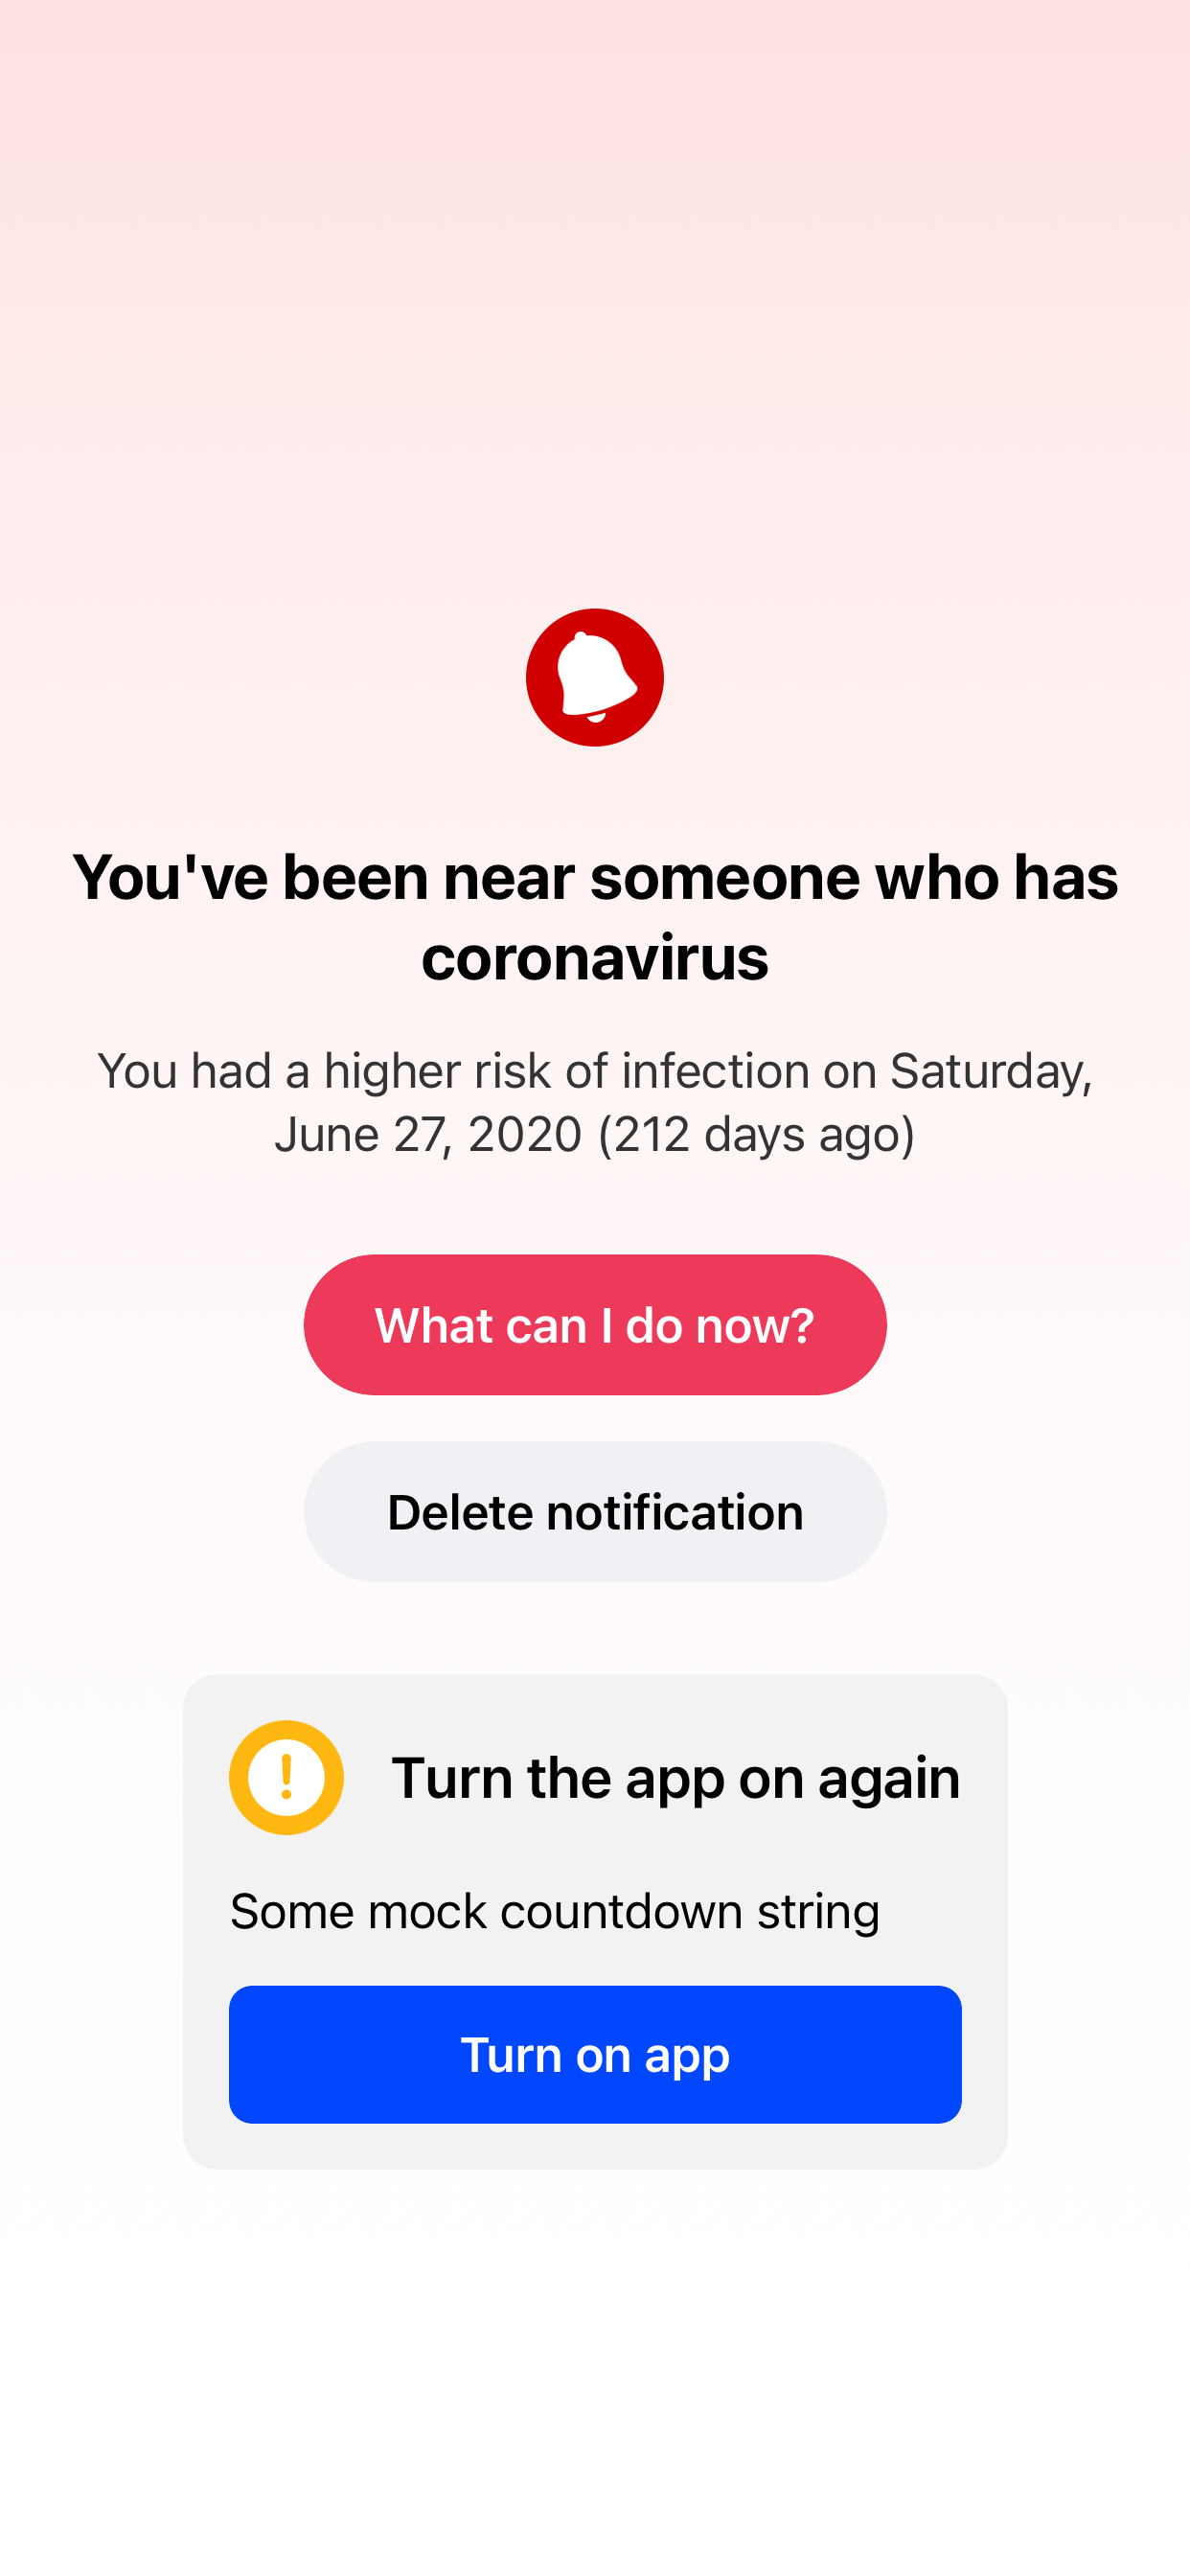 You've been near someone who has
coronavirus
You had a higher risk of infection on Saturday,
June 27, 2020 (212 days ago)
What can I do now?
Delete notification
Turn the app on again
Some mock countdown string
Turn on app